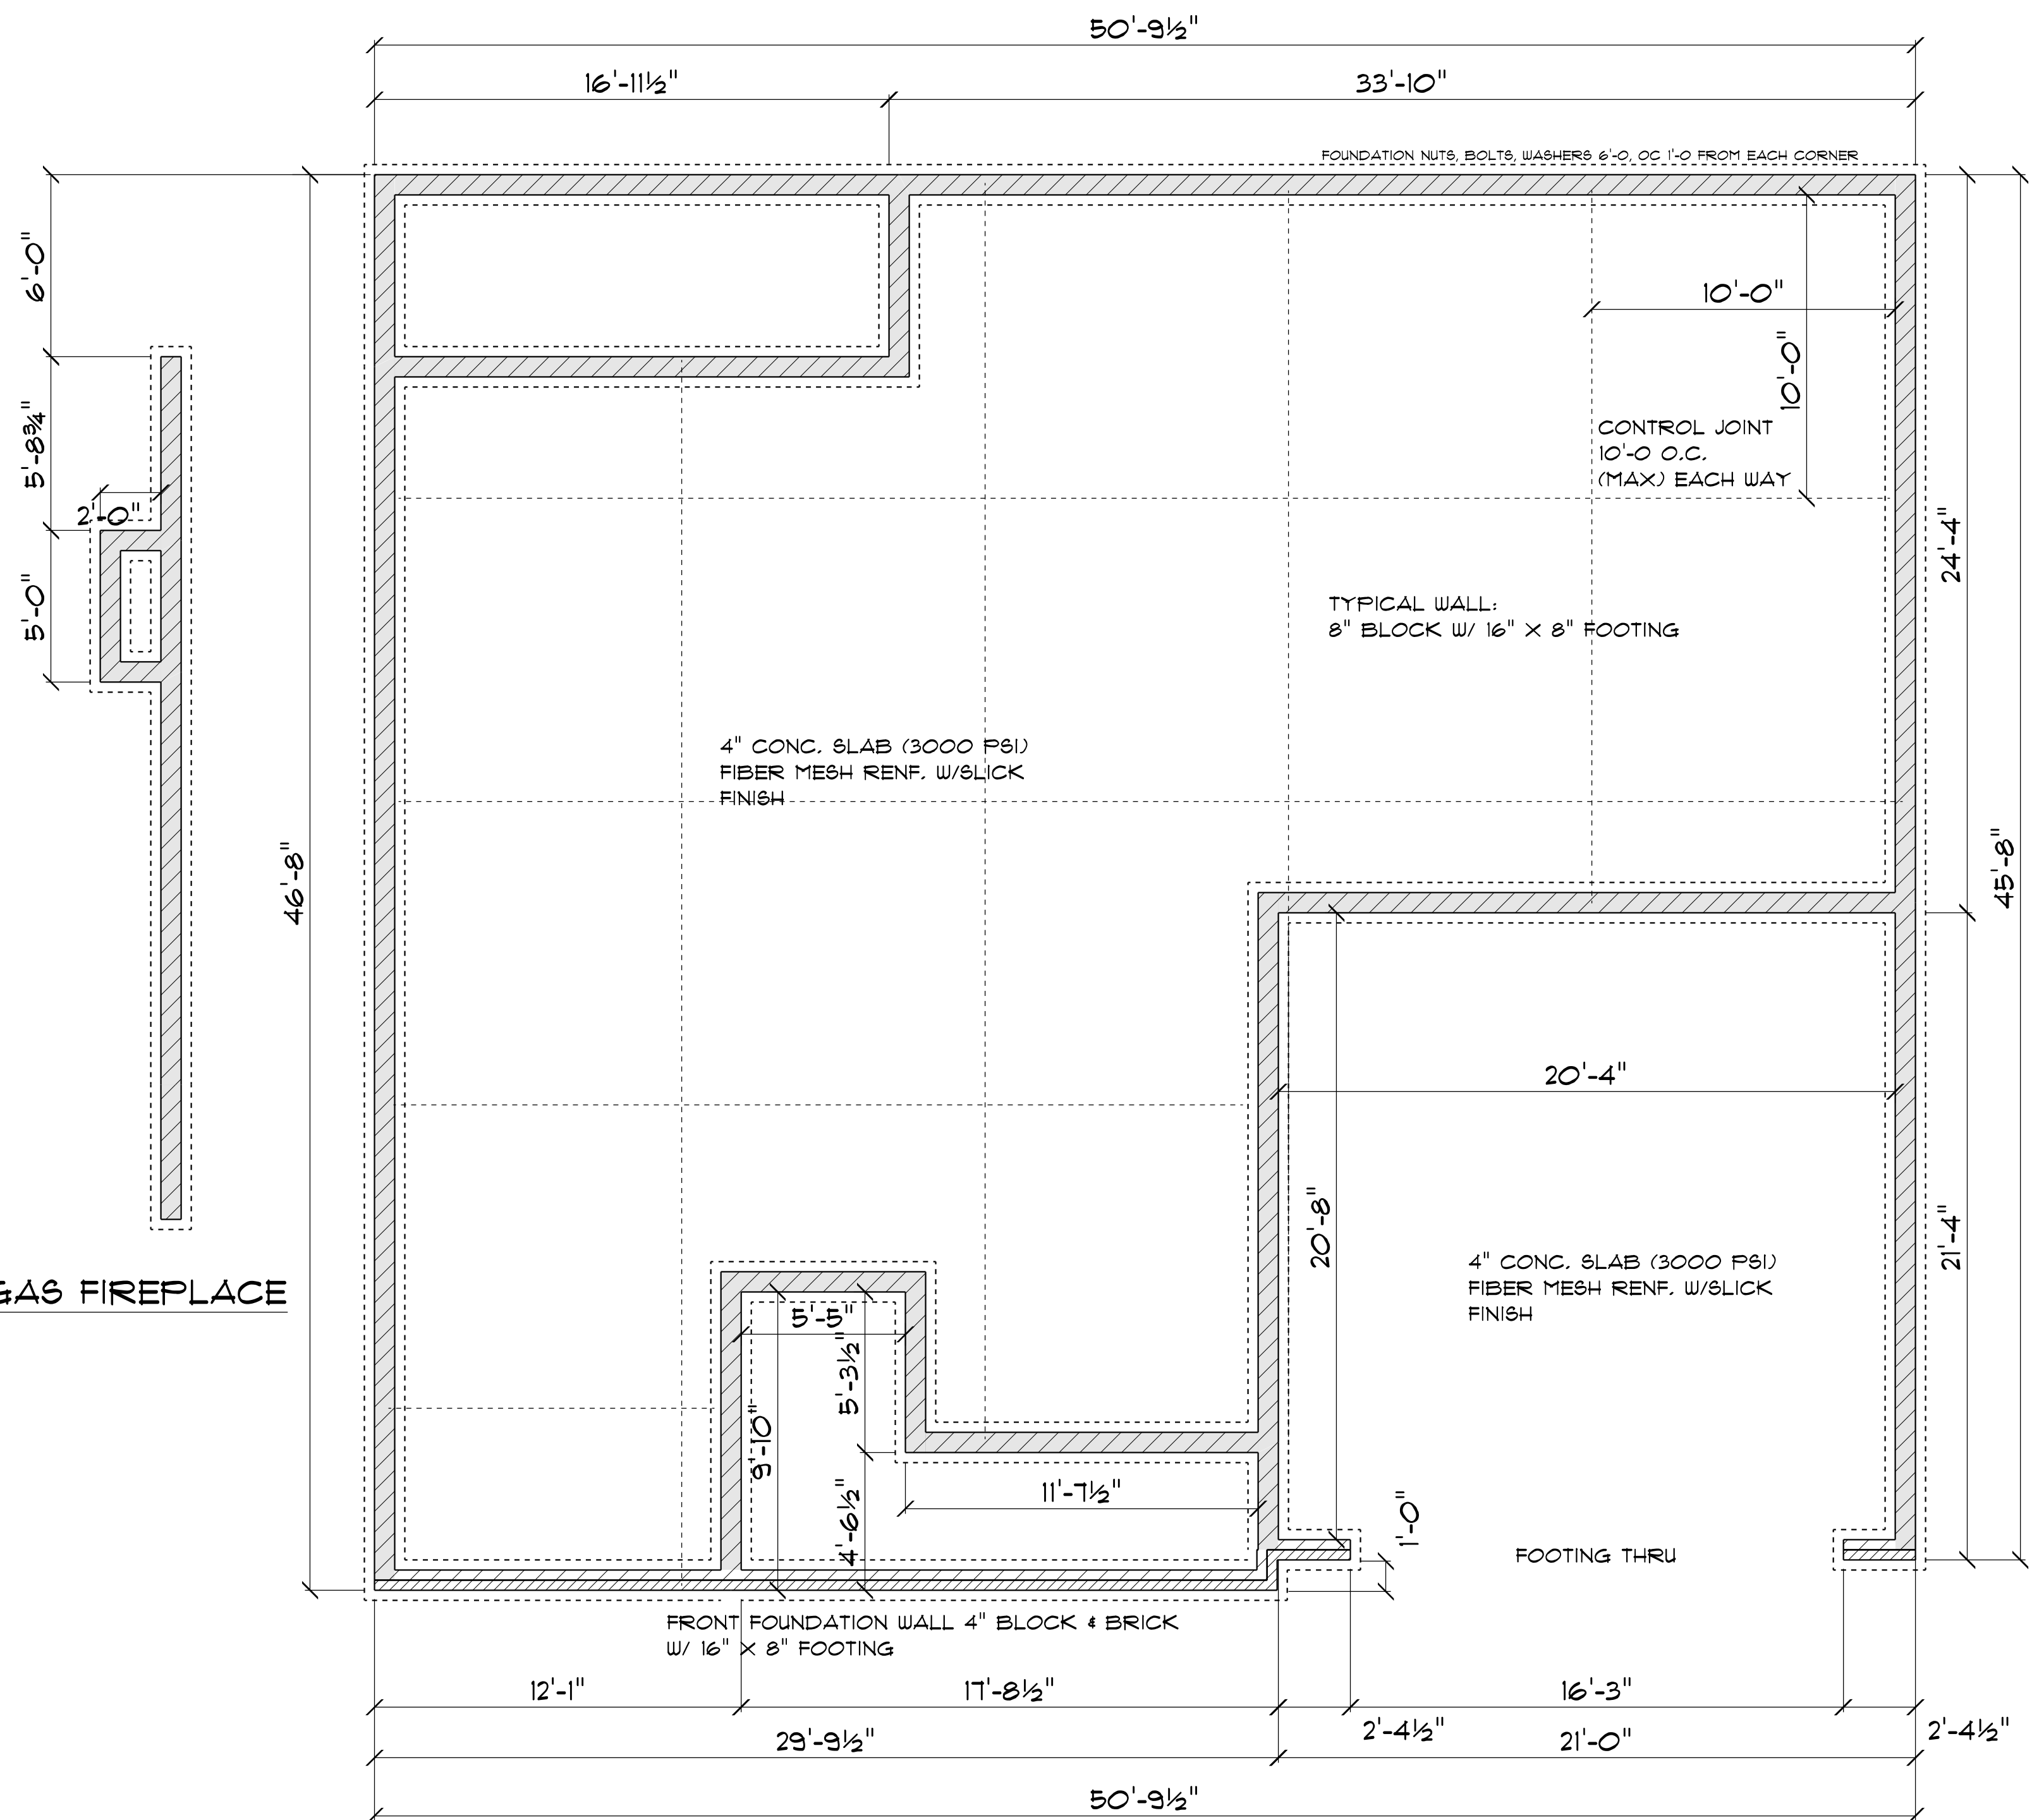 50'-9½"
16'-11½"
33'-10"
FOUNDATION NUTS, BOLTS, WASHERS 6'-0, OC 1'-0 FROM EACH CORNER
6'-0"
10'-0"
10'-0"
5'-8¾"
CONTROL JOINT
10'-0 O.C.
(MAX) EACH WAY
2'-0"
24'-4"
5'-0"
TYPICAL WALL:
8" BLOCK W/ 16" X 8" FOOTING
4" CONC. SLAB (3000 PSI)
FIBER MESH RENF. W/SLICK
FINISH
46'-8"
45'-8"
20'-4"
20'-8"
21'-4"
4" CONC. SLAB (3000 PSI)
FIBER MESH RENF. W/SLICK
FINISH
GAS FIREPLACE
5'-5"
5'-3½"
9'-10"
11'-7½"
4'-6½"
1'-0"
FOOTING THRU
FRONT FOUNDATION WALL 4" BLOCK & BRICK
W/ 16" X 8" FOOTING
12'-1"
17'-8½"
16'-3"
2'-4½"
2'-4½"
29'-9½"
21'-0"
50'-9½"